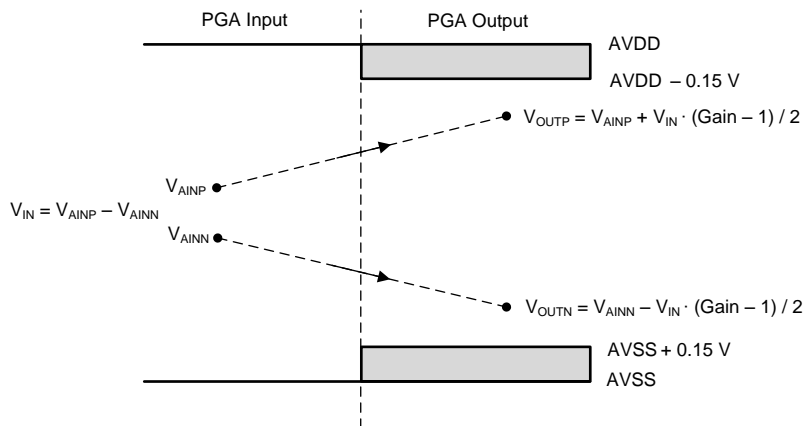 PGA Input
PGA Output
AVDD
AVDD – 0.15 V
V_OUTP = V_AINP + V_IN · (Gain – 1) / 2
V_AINP
V_IN = V_AINP – V_AINN
V_AINN
V_OUTN = V_AINN – V_IN · (Gain – 1) / 2
AVSS + 0.15 V
AVSS